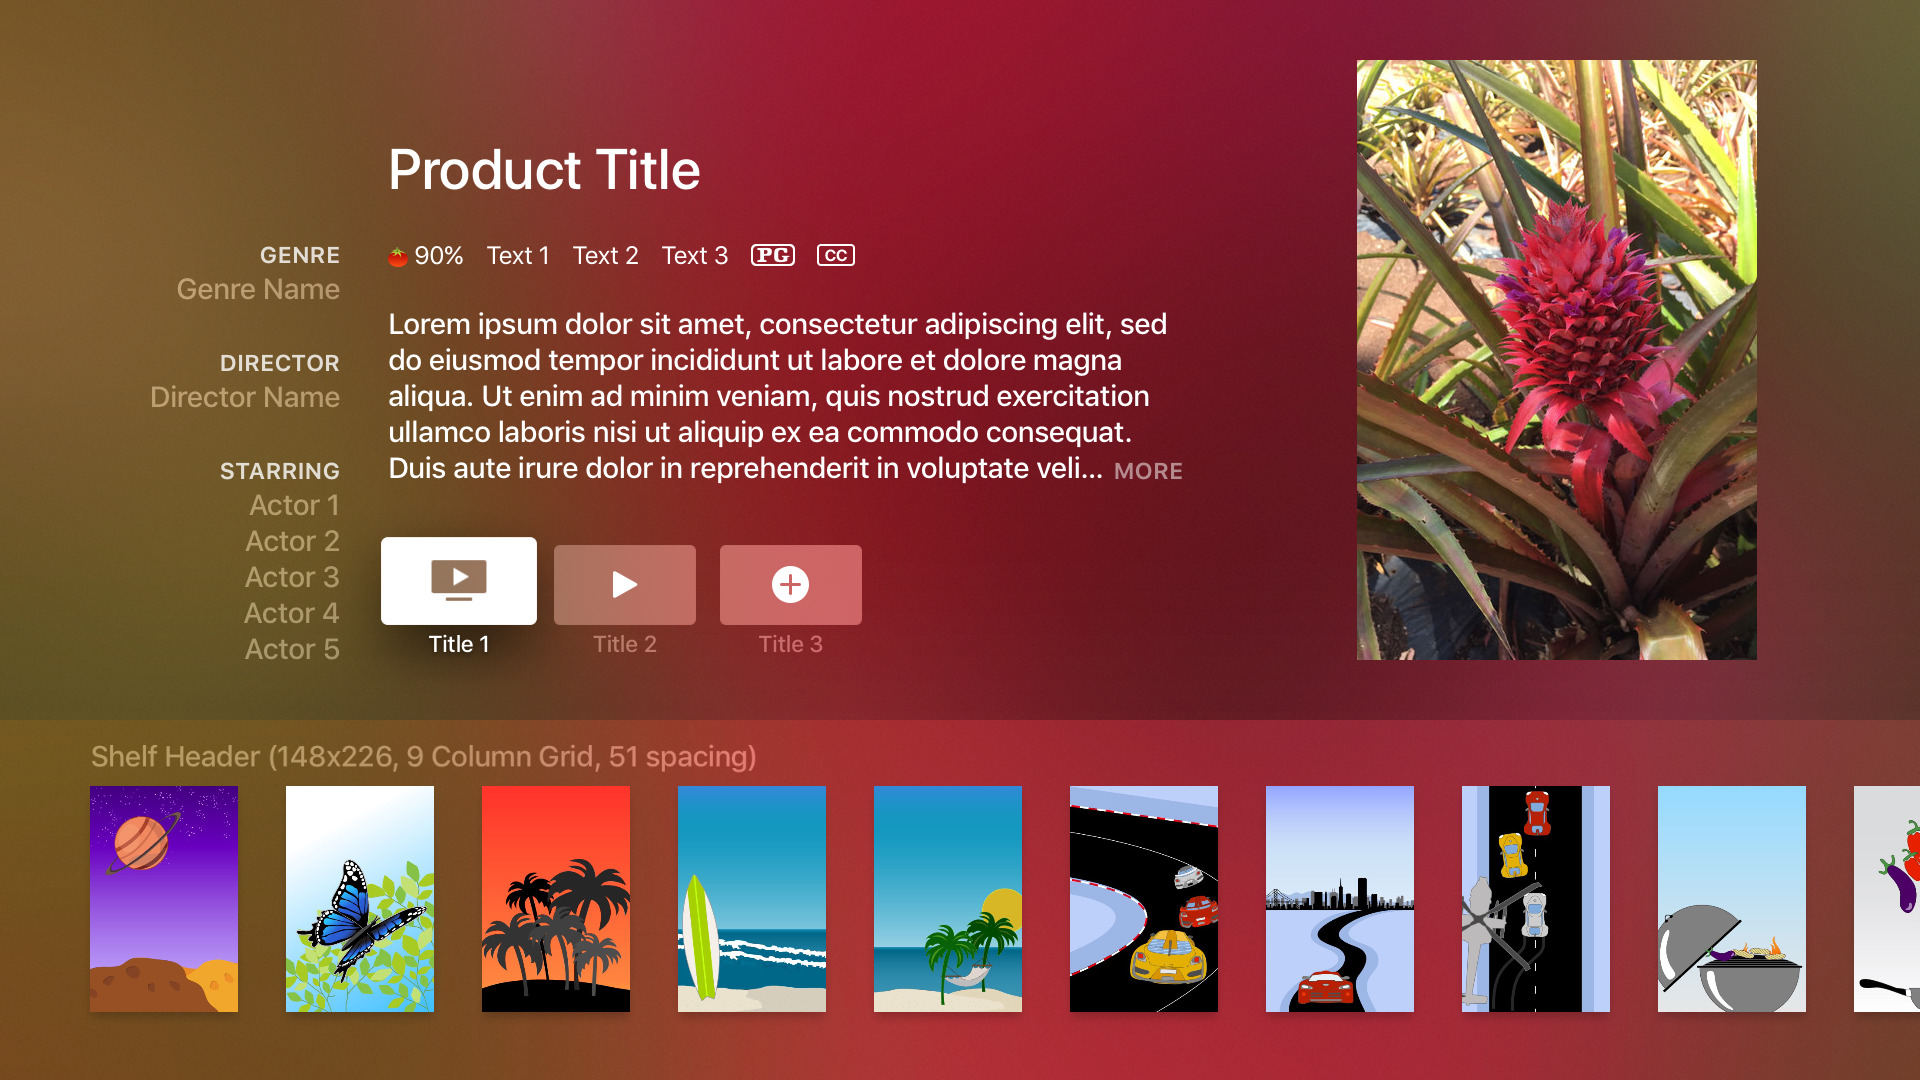 Product Title
GENRE
Genre Name
DIRECTOR
Director Name
STARRING
Actor 1
Actor 2
Actor 3
Actor 4
Actor 5
90% Text 1 Text 2 Text 3 PG CC
Lorem ipsum dolor sit amet, consectetur adipiscing elit, sed
do eiusmod tempor incididunt ut labore et dolore magna
aliqua. Ut enim ad minim veniam, quis nostrud exercitation
ullamco laboris nisi ut aliquip ex ea commodo consequat.
Duis aute irure dolor in reprehenderit in voluptate veli... MORE
Title 1 Title 2 Title 3
Shelf Header (148x226, 9 Column Grid, 51 spacing)